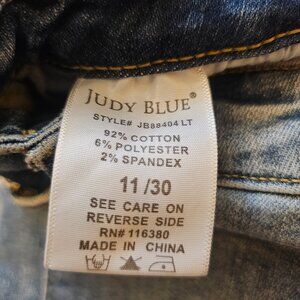 JUDY BLUE®
STYLE# JB88404 LT
92% COTTON
6% POLYESTER
2% SPANDEX
11 /30
SEE CARE ON
REVERSE SIDE
RN# 116380
MADE IN CHINA